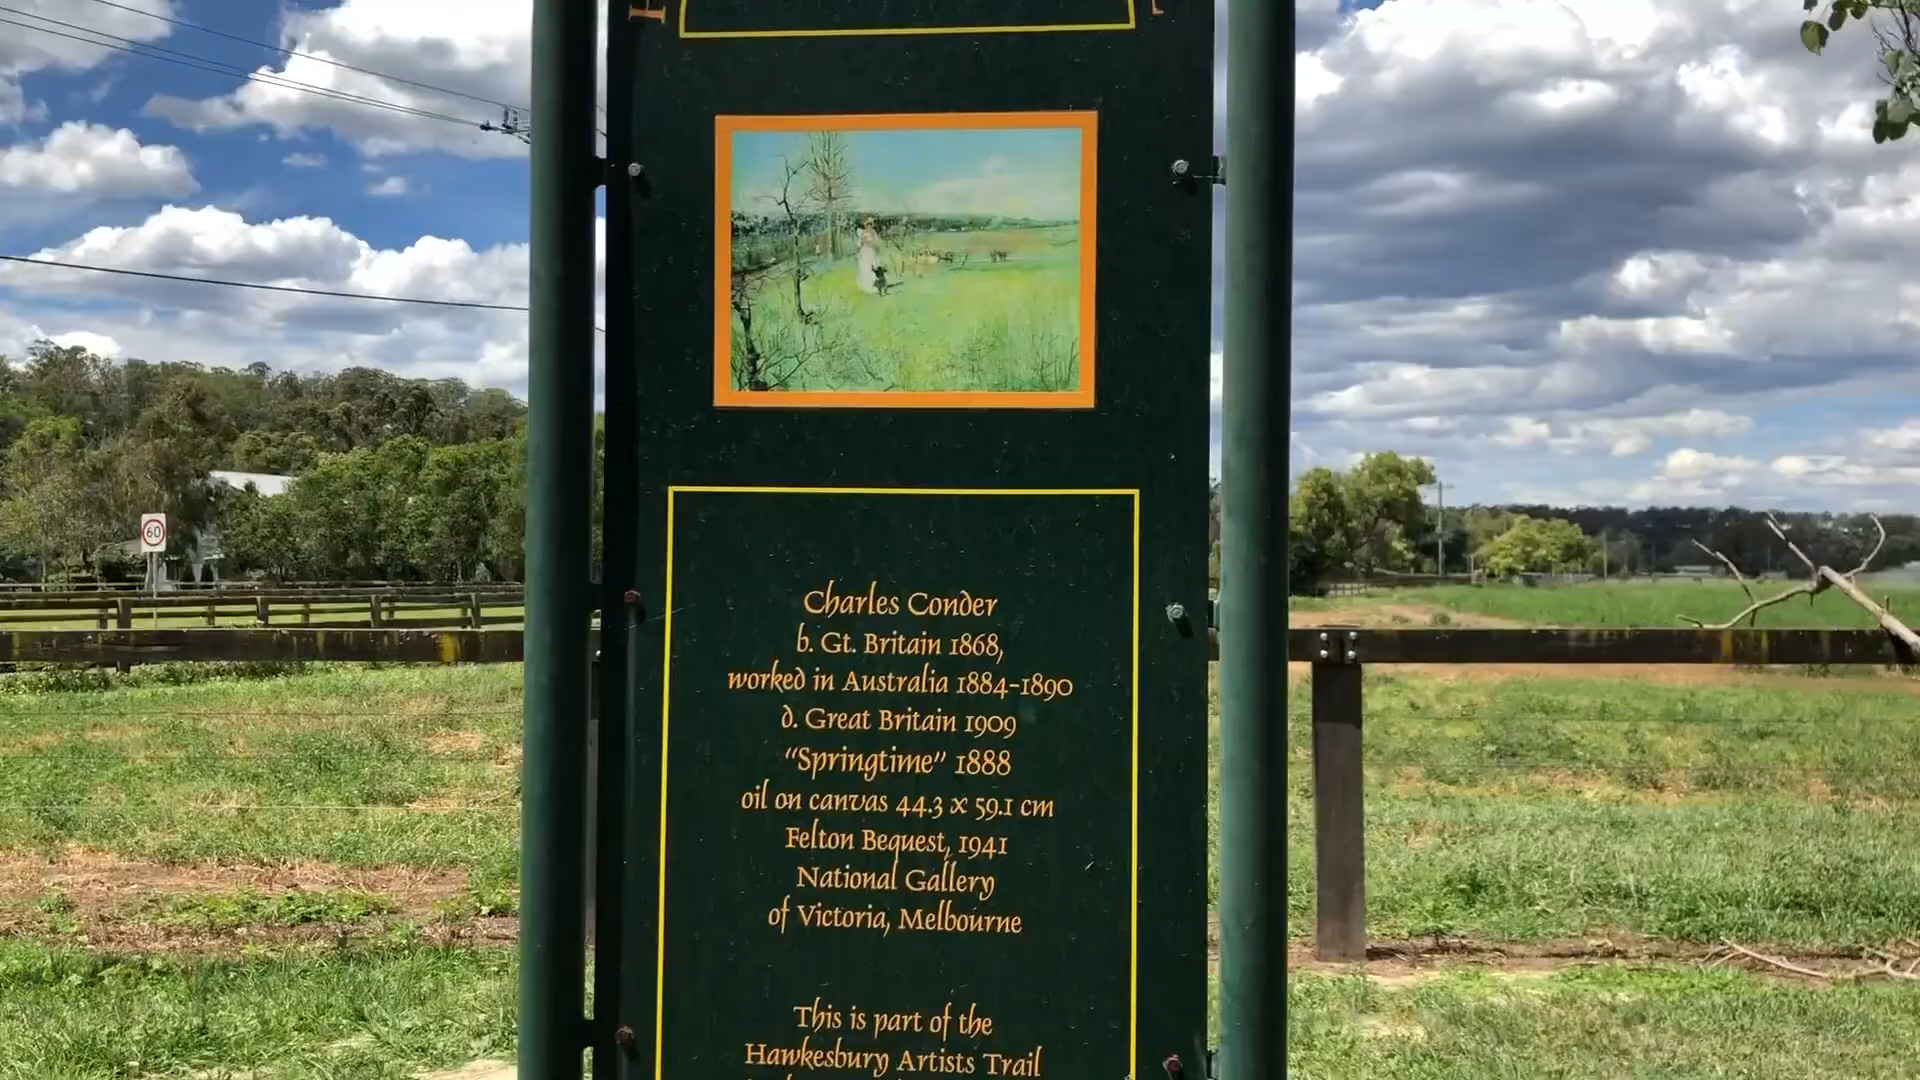 60
Charles Conder
b. Gt. Britain 1868,
worked in Australia 1884-1890
d. Great Britain 1909
"Springtime" 1888
oil on canvas 44.3 x 59.1 cm
Felton Bequest, 1941
National Gallery
of Victoria, Melbourne
This is part of the
Hawkesbury Artists Trail